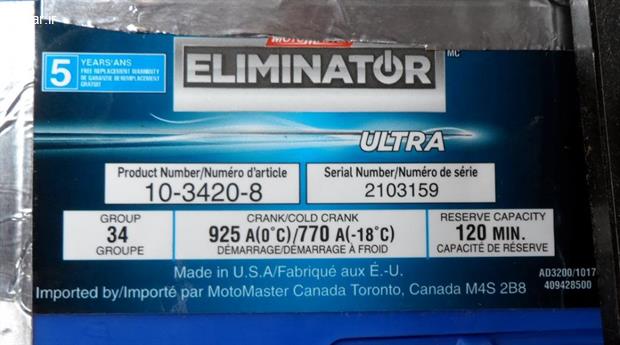 5 YEARS/ANS
FREE REPLACEMENT WARRANTY
DE GARANTIE DE REMPLACEMENT
GRATUIT
ELIMINATOR
MC
ULTRA
Product Number/Numéro d'article
10-3420-8
Serial Number/Numéro de série
2103159
GROUP
34
GROUPE
CRANK/COLD CRANK
925 A(0°C)/770 A(-18°C)
DÉMARRAGE/DÉMARRAGE À FROID
RESERVE CAPACITY
120 MIN.
CAPACITÉ DE RÉSERVE
Made in U.S.A/Fabriqué aux É.-U.
Imported by/Importé par MotoMaster Canada Toronto, Canada M4S 2B8
AD3200/1017
409428500